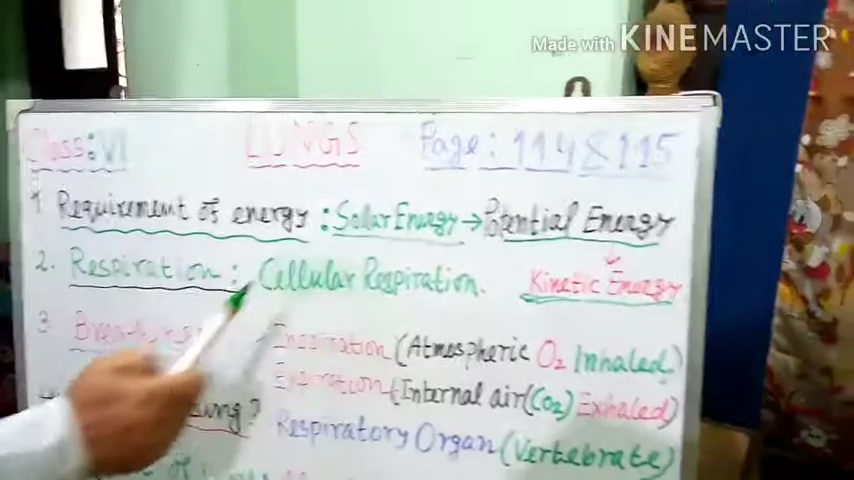 Made with KINEMASTER
Class: VI LUNGS Page: 114 & 115
1 Requirement of energy : Solar Energy → Potential Energy
2. Respiration : Cellular Respiration. Kinetic Energy
3 Inspiration (Atmospheric O2 Inhaled)
Expiration (Internal air (CO2) Exhaled)
Lung? Respiratory Organ (Vertebrate)